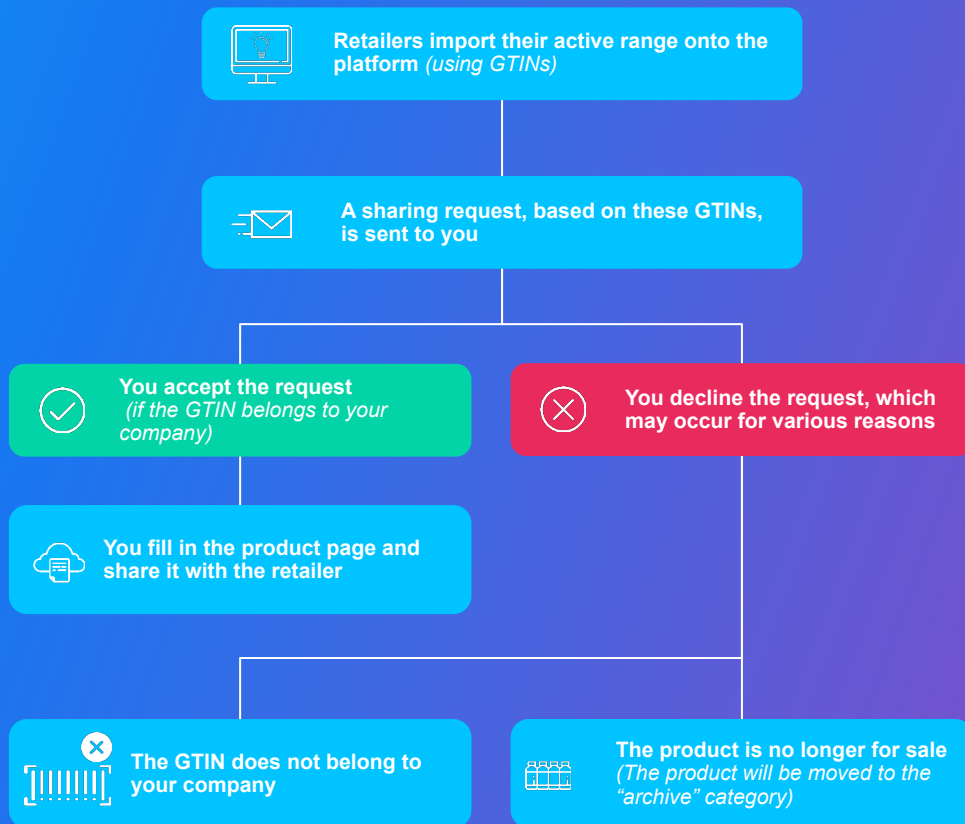 Retailers import their active range onto the
platform (using GTINs)
A sharing request, based on these GTINs,
is sent to you
You accept the request
(if the GTIN belongs to your
company)
You decline the request, which
may occur for various reasons
You fill in the product page and
share it with the retailer
The GTIN does not belong to
your company
The product is no longer for sale
(The product will be moved to the
“archive” category)